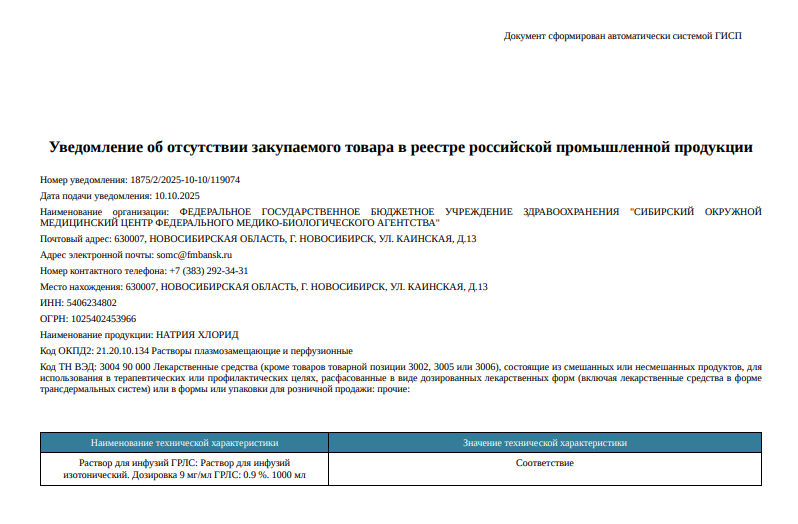 Документ сформирован автоматически системой ГИСП
Уведомление об отсутствии закупаемого товара в реестре российской промышленной продукции
Номер уведомления: 1875/2/2025-10-10/119074
Дата подачи уведомления: 10.10.2025
Наименование организации: ФЕДЕРАЛЬНОЕ ГОСУДАРСТВЕННОЕ БЮДЖЕТНОЕ УЧРЕЖДЕНИЕ ЗДРАВООХРАНЕНИЯ "СИБИРСКИЙ ОКРУЖНОЙ
МЕДИЦИНСКИЙ ЦЕНТР ФЕДЕРАЛЬНОГО МЕДИКО-БИОЛОГИЧЕСКОГО АГЕНТСТВА"
Почтовый адрес: 630007, НОВОСИБИРСКАЯ ОБЛАСТЬ, Г. НОВОСИБИРСК, УЛ. КАИНСКАЯ, Д.13
Адрес электронной почты: somc@fmbansk.ru
Номер контактного телефона: +7 (383) 292-34-31
Место нахождения: 630007, НОВОСИБИРСКАЯ ОБЛАСТЬ, Г. НОВОСИБИРСК, УЛ. КАИНСКАЯ, Д.13
ИНН: 5406234802
ОГРН: 1025402453966
Наименование продукции: НАТРИЯ ХЛОРИД
Код ОКПД2: 21.20.10.134 Растворы плазмозамещающие и перфузионные
Код ТН ВЭД: 3004 90 000 Лекарственные средства (кроме товаров товарной позиции 3002, 3005 или 3006), состоящие из смешанных или несмешанных продуктов, для
использования в терапевтических или профилактических целях, расфасованные в виде дозированных лекарственных форм (включая лекарственные средства в форме
трансдермальных систем) или в формы или упаковки для розничной продажи: прочие:
Наименование технической характеристики
Значение технической характеристики
Раствор для инфузий ГРЛС: Раствор для инфузий
изотонический. Дозировка 9 мг/мл ГРЛС: 0.9 %. 1000 мл
Соответствие